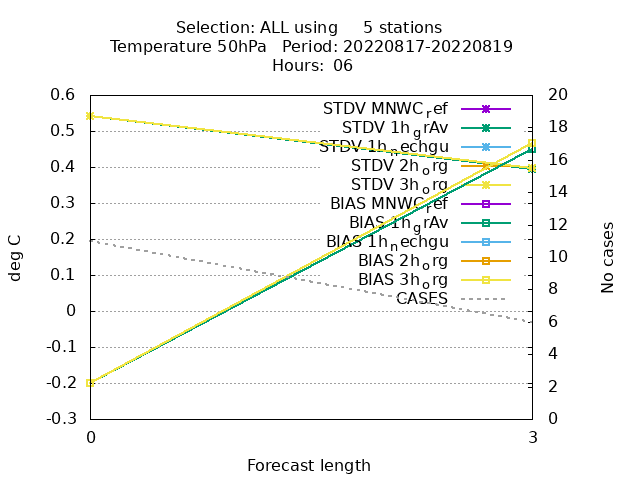 Selection: ALL using     5 stations
Temperature 50hPa   Period: 20220817-20220819
Hours:  06
0.6
0.5
0.4
0.3
0.2
0.1
0
-0.1
-0.2
-0.3
deg C
STDV MNWC_ref
STDV 1h_grAv
STDV 1h_nechgu
STDV 2h_org
STDV 3h_org
BIAS MNWC_ref
BIAS 1h_grAv
BIAS 1h_nechgu
BIAS 2h_org
BIAS 3h_org
CASES
20
18
16
14
12
10
8
6
4
2
0
No cases
0
3
Forecast length